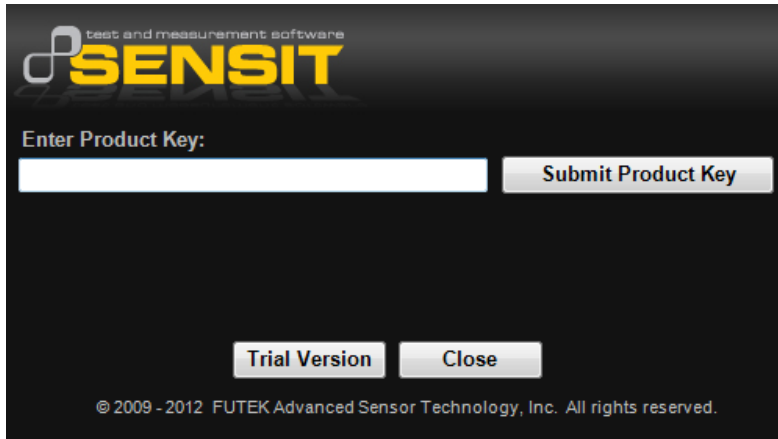 test and measurement software
SENSIT
Enter Product Key:
Submit Product Key
Trial Version
Close
© 2009 - 2012 FUTEK Advanced Sensor Technology, Inc. All rights reserved.